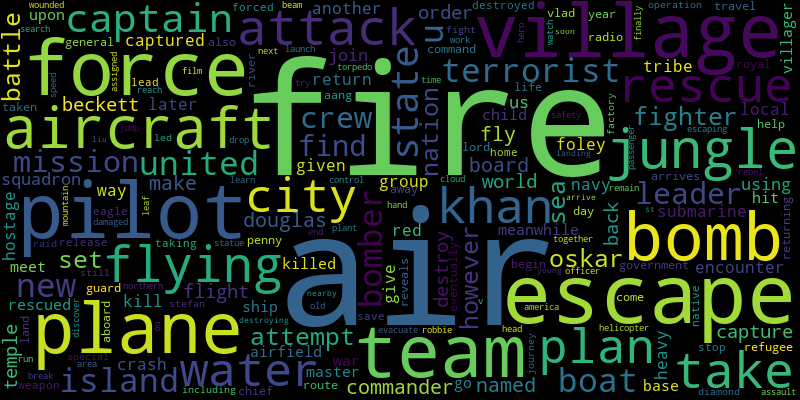 wounded search upon captain forced beam another order destroyed operation travel
speed general also attack u fight work vlad year village villager
battle force captured river fire command launch torpedo soon watch hero radio finally royal
taken beckett later lead assigned next film join state nation terrorist tribe rescue
aircraft liu led jump drop reach try return aang time us child life factory safety local help
mission united crew find fly lord home fighter foley landing passenger jungle escaping
squadron way make given learn control cloud board world navy leader arrives rebel
hostage mountain pilot eagle damaged leaf city group away using hit remain arrive
raid release taking statue plant douglas hand bomber khan sea day submarine returning
meet still set flying penny end red meanwhile together back bomb
new northern guard stefan killed reveals give destroy eventually however begin young officer oskar st government encounter
rescued kill flight nearby old air v america come native
temple land discover plane aboard go ship save evacuate robbie head escape helicopter capture refugee
run special crash destroying attempt airfield war team journey plan heavy stop
weapon area island water master commander go named boat base take
break including chief route diamond assault